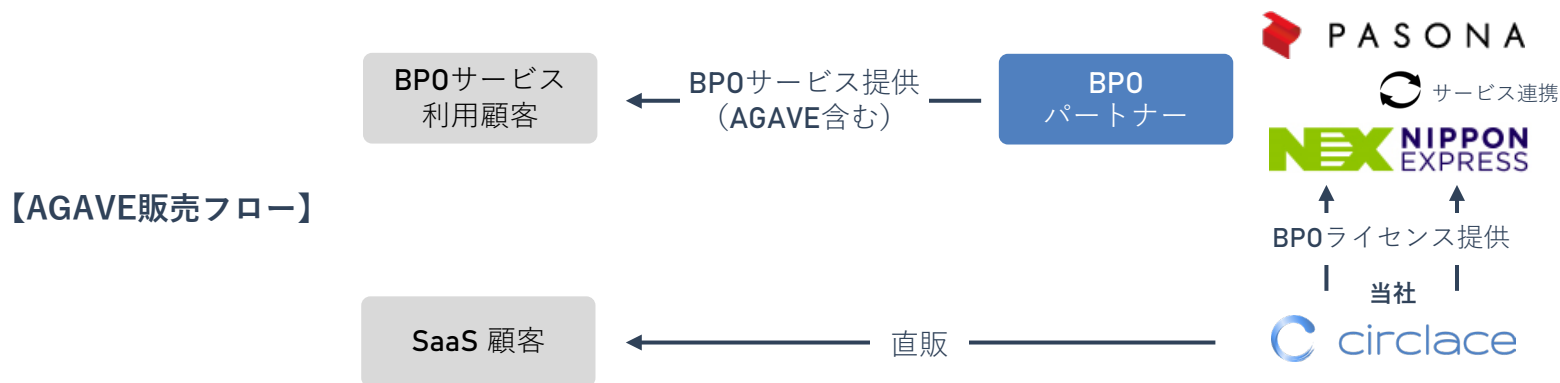 PASONA
BPOサービス
利用顧客
BPOサービス提供
（AGAVE含む）
BPO
パートナー
サービス連携
NX NIPPON
EXPRESS
【AGAVE販売フロー】
BPOライセンス提供
当社
SaaS 顧客
直販
circlace